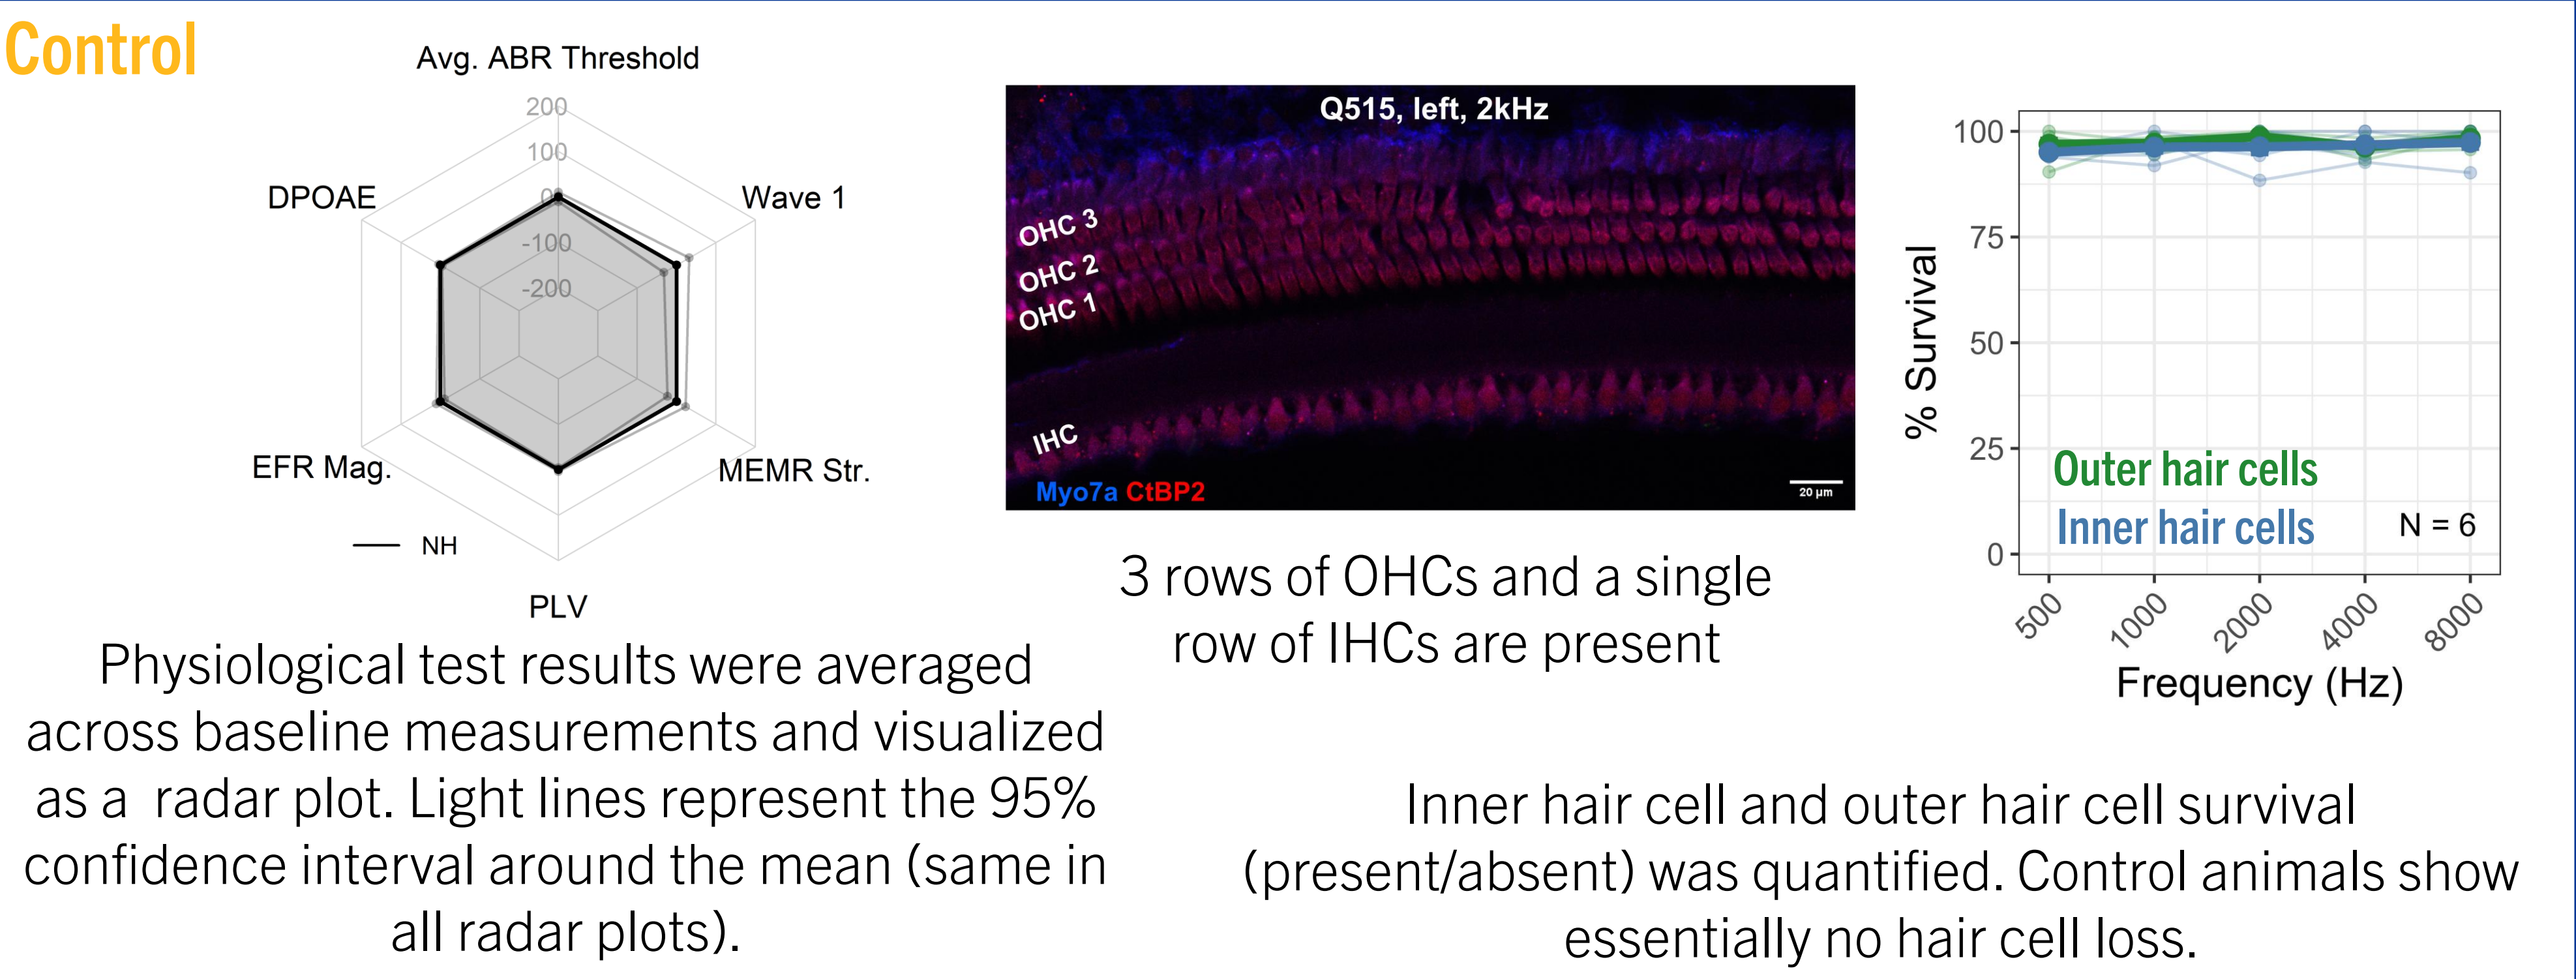 Control
Avg. ABR Threshold
200
100
0
-100
-200
DPOAE
Wave 1
EFR Mag.
MEMR Str.
NH
PLV
Physiological test results were averaged
across baseline measurements and visualized
as a radar plot. Light lines represent the 95%
confidence interval around the mean (same in
all radar plots).
Q515, left, 2kHz
OHC 3
OHC 2
OHC 1
IHC
Myo7a CtBP2
20 µm
3 rows of OHCs and a single
row of IHCs are present
% Survival
100
75
50
25
0
Outer hair cells
Inner hair cells
N = 6
500
1000
2000
4000
8000
Frequency (Hz)
Inner hair cell and outer hair cell survival
(present/absent) was quantified. Control animals show
essentially no hair cell loss.